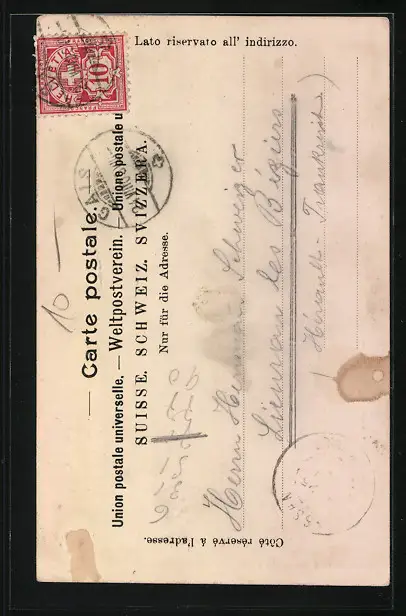 Lato riservato all' indirizzo.
HELVETIA
10
GAIS
10 —
— Carte postale. —
Union postale universelle. — Weltpostverein. — Unione postale u
SUISSE. SCHWEIZ. SVIZZERA.
Nur für die Adresse.
Herrn Hermann Schweizer
Lieuran les Béziers
(Hérault - Frankreich)
Côté réservé à l'adresse.